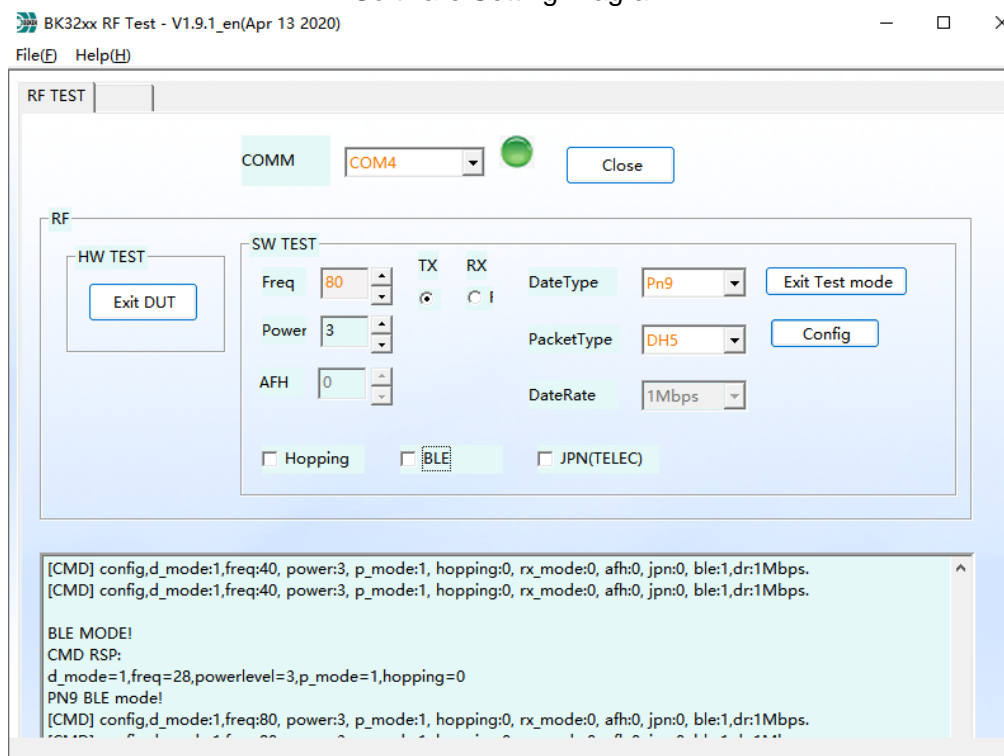 BK32xx RF Test - V1.9.1_en(Apr 13 2020)
File(F) Help(H)
RF TEST
COMM COM4 Close
RF
HW TEST
Exit DUT
SW TEST
Freq 80 TX RX DateType Pn9 Exit Test mode
Power 3 PacketType DH5 Config
AFH 0 DateRate 1Mbps
Hopping BLE JPN(TELEC)
[CMD] config,d_mode:1,freq:40, power:3, p_mode:1, hopping:0, rx_mode:0, afh:0, jpn:0, ble:1,dr:1Mbps.
[CMD] config,d_mode:1,freq:40, power:3, p_mode:1, hopping:0, rx_mode:0, afh:0, jpn:0, ble:1,dr:1Mbps.
BLE MODE!
CMD RSP:
d_mode=1,freq=28,powerlevel=3,p_mode=1,hopping=0
PN9 BLE mode!
[CMD] config,d_mode:1,freq:80, power:3, p_mode:1, hopping:0, rx_mode:0, afh:0, jpn:0, ble:1,dr:1Mbps.